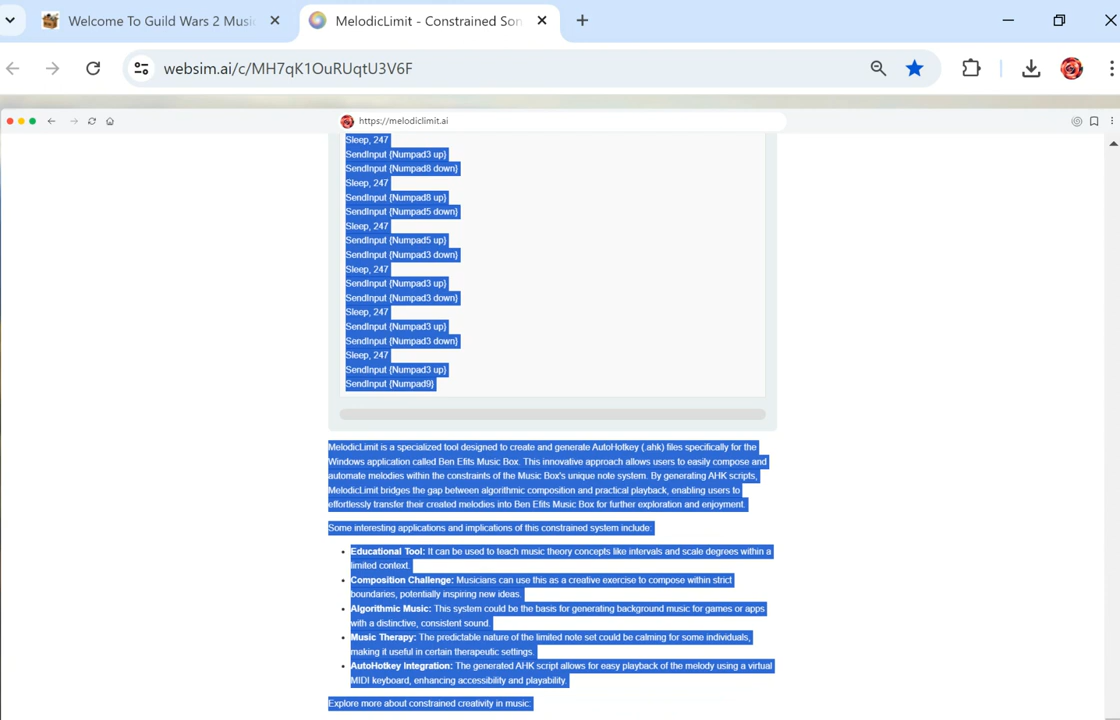 Welcome To Guild Wars 2 Music
MelodicLimit - Constrained Son
websim.ai/c/MH7qK1OuRUqtU3V6F
https://melodiclimit.ai
Sleep, 247
SendInput {Numpad3 up}
SendInput {Numpad8 down}
Sleep, 247
SendInput {Numpad8 up}
SendInput {Numpad5 down}
Sleep, 247
SendInput {Numpad5 up}
SendInput {Numpad3 down}
Sleep, 247
SendInput {Numpad3 up}
SendInput {Numpad3 down}
Sleep, 247
SendInput {Numpad3 up}
SendInput {Numpad3 down}
Sleep, 247
SendInput {Numpad3 up}
SendInput {Numpad9}
MelodicLimit is a specialized tool designed to create and generate AutoHotkey (.ahk) files specifically for the
Windows application called Ben Efits Music Box. This innovative approach allows users to easily compose and
automate melodies within the constraints of the Music Box's unique note system. By generating AHK scripts,
MelodicLimit bridges the gap between algorithmic composition and practical playback, enabling users to
effortlessly transfer their created melodies into Ben Efits Music Box for further exploration and enjoyment.
Some interesting applications and implications of this constrained system include:
• Educational Tool: It can be used to teach music theory concepts like intervals and scale degrees within a
limited context.
• Composition Challenge: Musicians can use this as a creative exercise to compose within strict
boundaries, potentially inspiring new ideas.
• Algorithmic Music: This system could be the basis for generating background music for games or apps
with a distinctive, consistent sound.
• Music Therapy: The predictable nature of the limited note set could be calming for some individuals,
making it useful in certain therapeutic settings.
• AutoHotkey Integration: The generated AHK script allows for easy playback of the melody using a virtual
MIDI keyboard, enhancing accessibility and playability.
Explore more about constrained creativity in music: